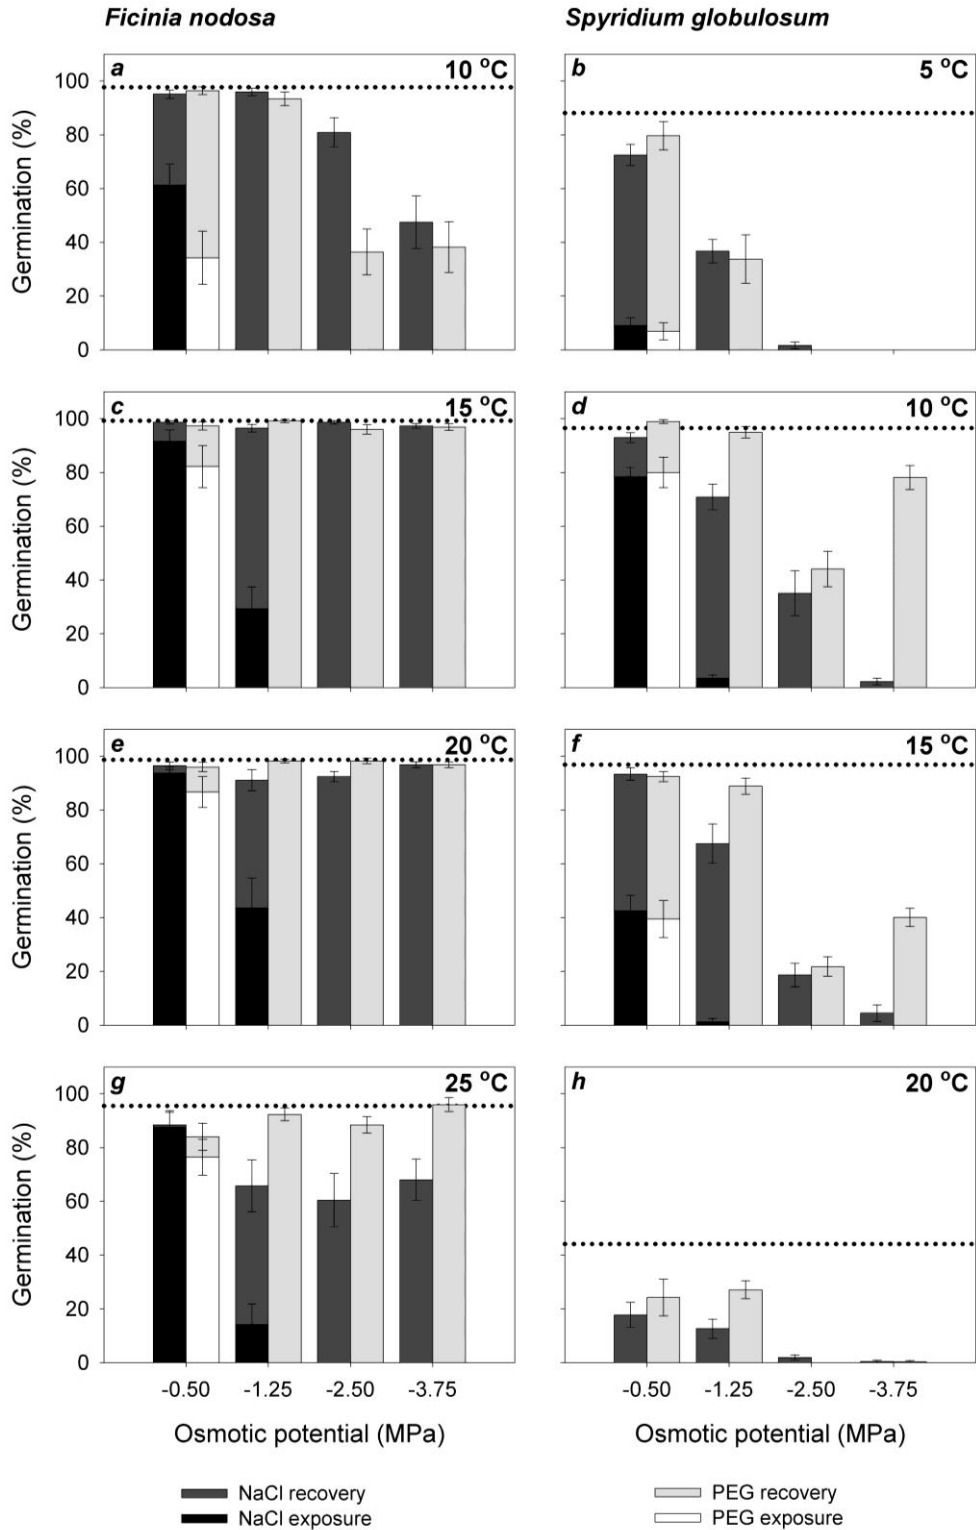 Ficinia nodosa
Spyridium globulosum
a 10 °C
b 5 °C
100
80
60
40
20
0
Germination (%)
c 15 °C
d 10 °C
100
80
60
40
20
0
Germination (%)
e 20 °C
f 15 °C
100
80
60
40
20
0
Germination (%)
g 25 °C
h 20 °C
100
80
60
40
20
0
Germination (%)
-0.50 -1.25 -2.50 -3.75
-0.50 -1.25 -2.50 -3.75
Osmotic potential (MPa)
Osmotic potential (MPa)
NaCl recovery
NaCl exposure
PEG recovery
PEG exposure